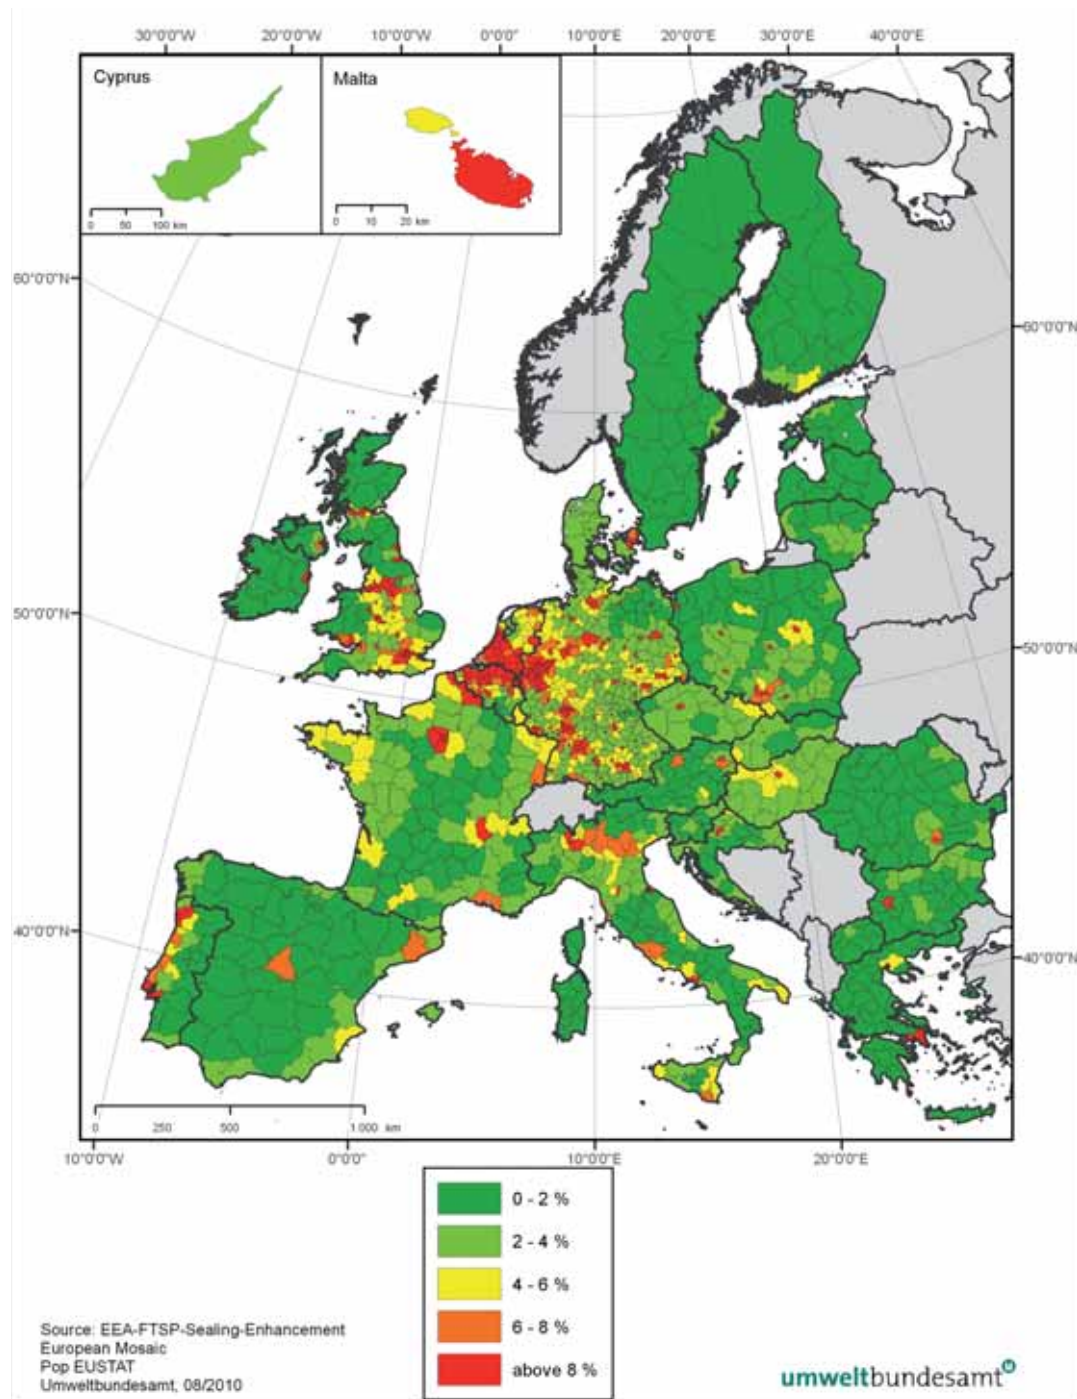 30°0'0"W 20°0'0"W 10°0'0"W 0°0'0" 10°0'0"E 20°0'0"E 30°0'0"E 40°0'0"E
Cyprus
Malta
0 50 100 km
0 10 20 km
60°0'0"N
60°0'0"N
50°0'0"N
50°0'0"N
40°0'0"N
40°0'0"N
0 250 500 1 000 km
10°0'0"W 0°0'0" 10°0'0"E 20°0'0"E
0 - 2 %
2 - 4 %
4 - 6 %
6 - 8 %
above 8 %
Source: EEA-FTSP-Sealing-Enhancement
European Mosaic
Pop EUSTAT
Umweltbundesamt, 08/2010
umweltbundesamt